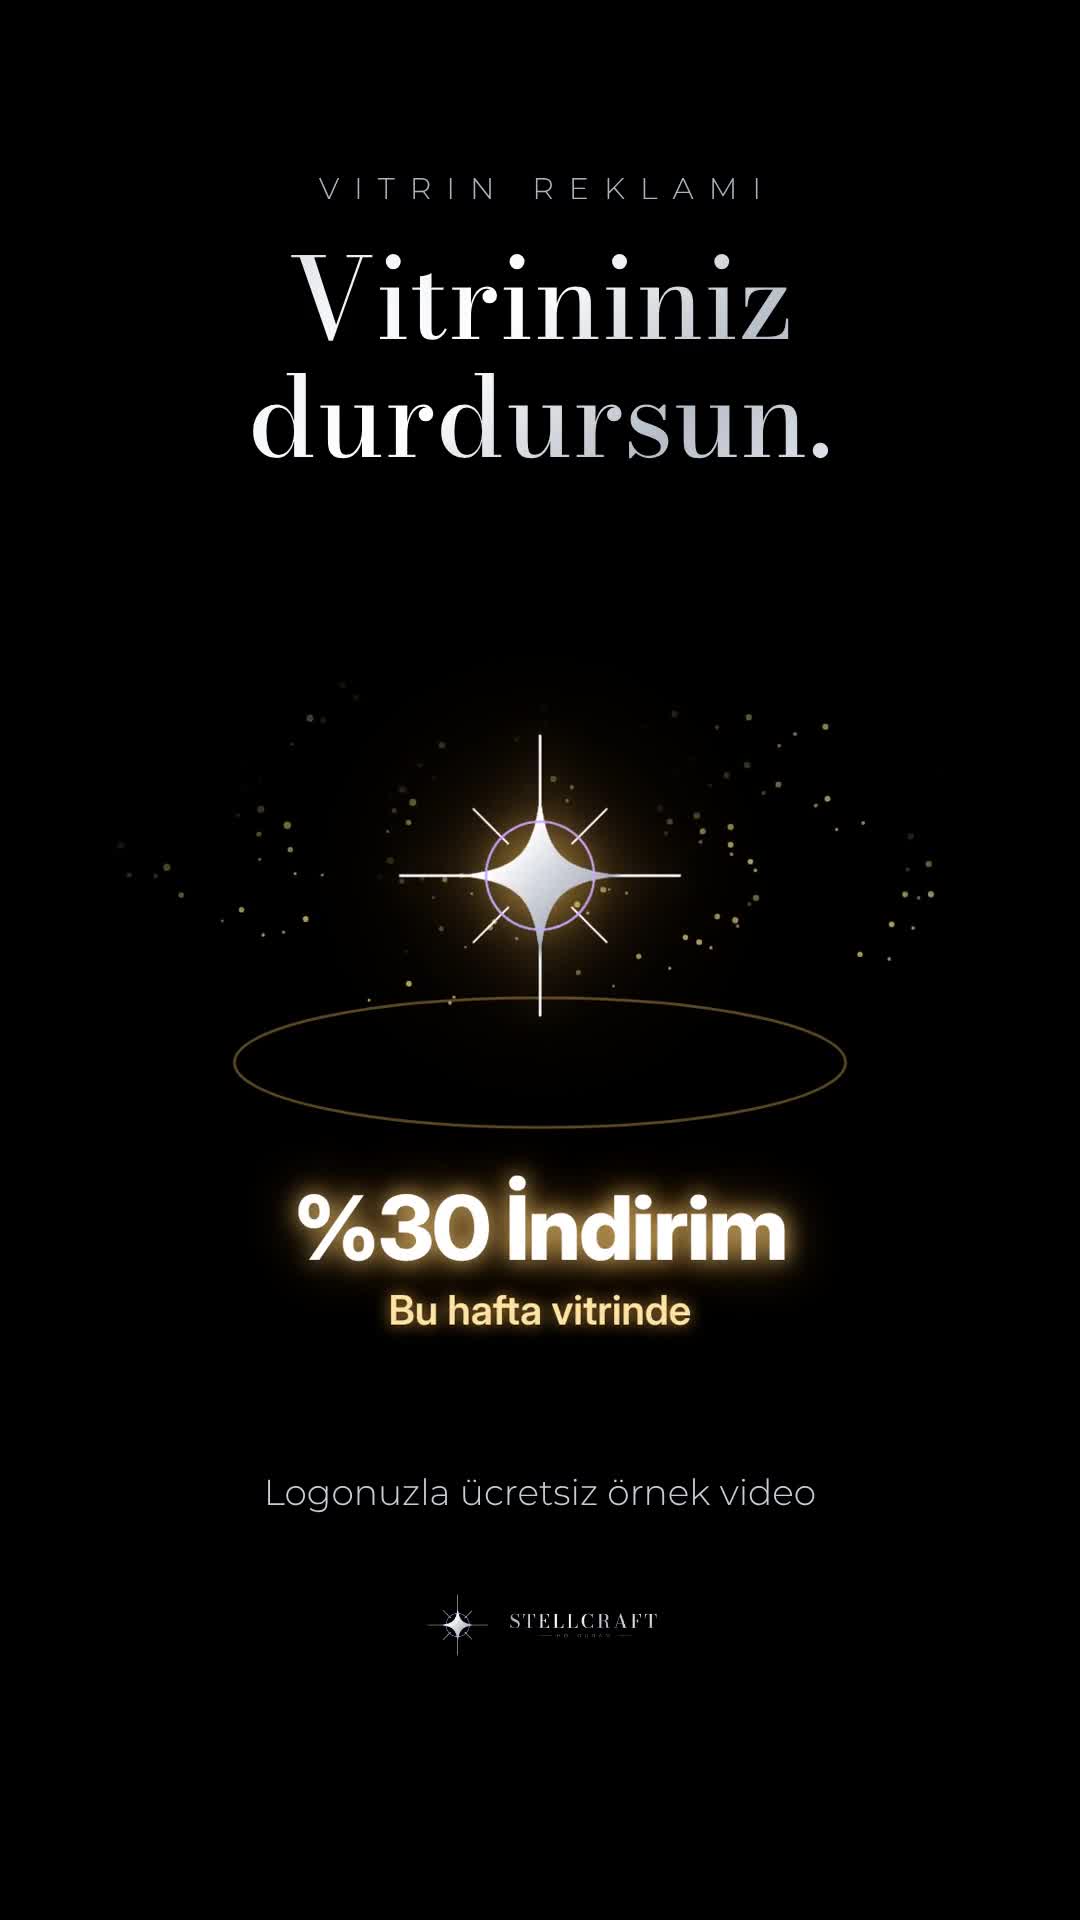 VITRIN REKLAMI
Vitrininiz
durdursun.
%30 İndirim
Bu hafta vitrinde
Logonuzla ücretsiz örnek video
STELLCRAFT